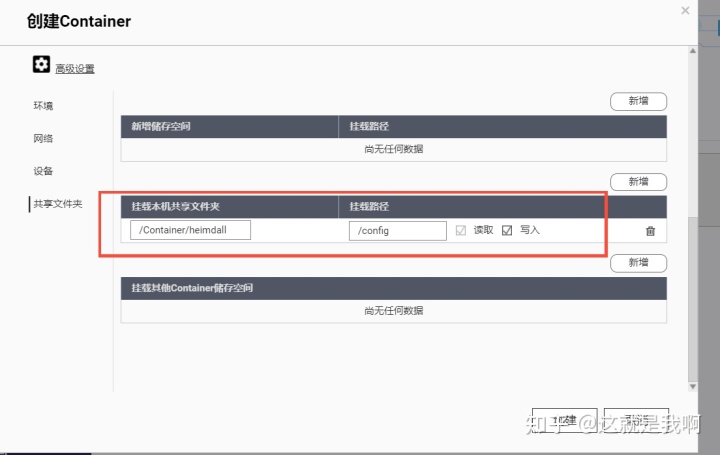 创建Container
高级设置
环境
网络
设备
共享文件夹
新增
新增储存空间 挂载路径
尚无任何数据
新增
挂载本机共享文件夹 挂载路径
/Container/heimdall /config 读取 写入
新增
挂载其他Container储存空间
尚无任何数据
知乎 @这就是我啊